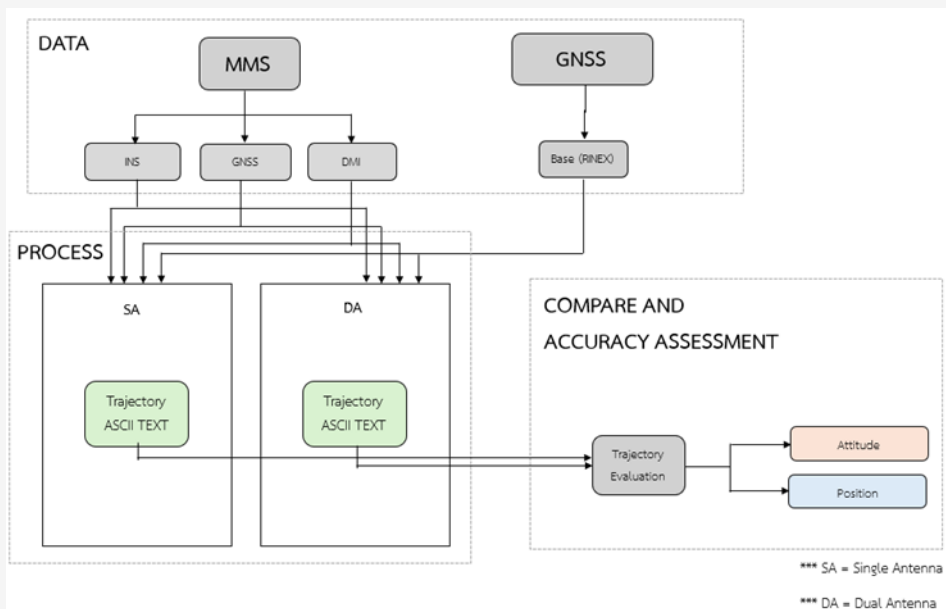 DATA
MMS
GNSS
INS
GNSS
DMI
Base (RINEX)
PROCESS
SA
DA
Trajectory
ASCII TEXT
Trajectory
ASCII TEXT
COMPARE AND
ACCURACY ASSESSMENT
Trajectory
Evaluation
Attitude
Position
*** SA = Single Antenna
*** DA = Dual Antenna